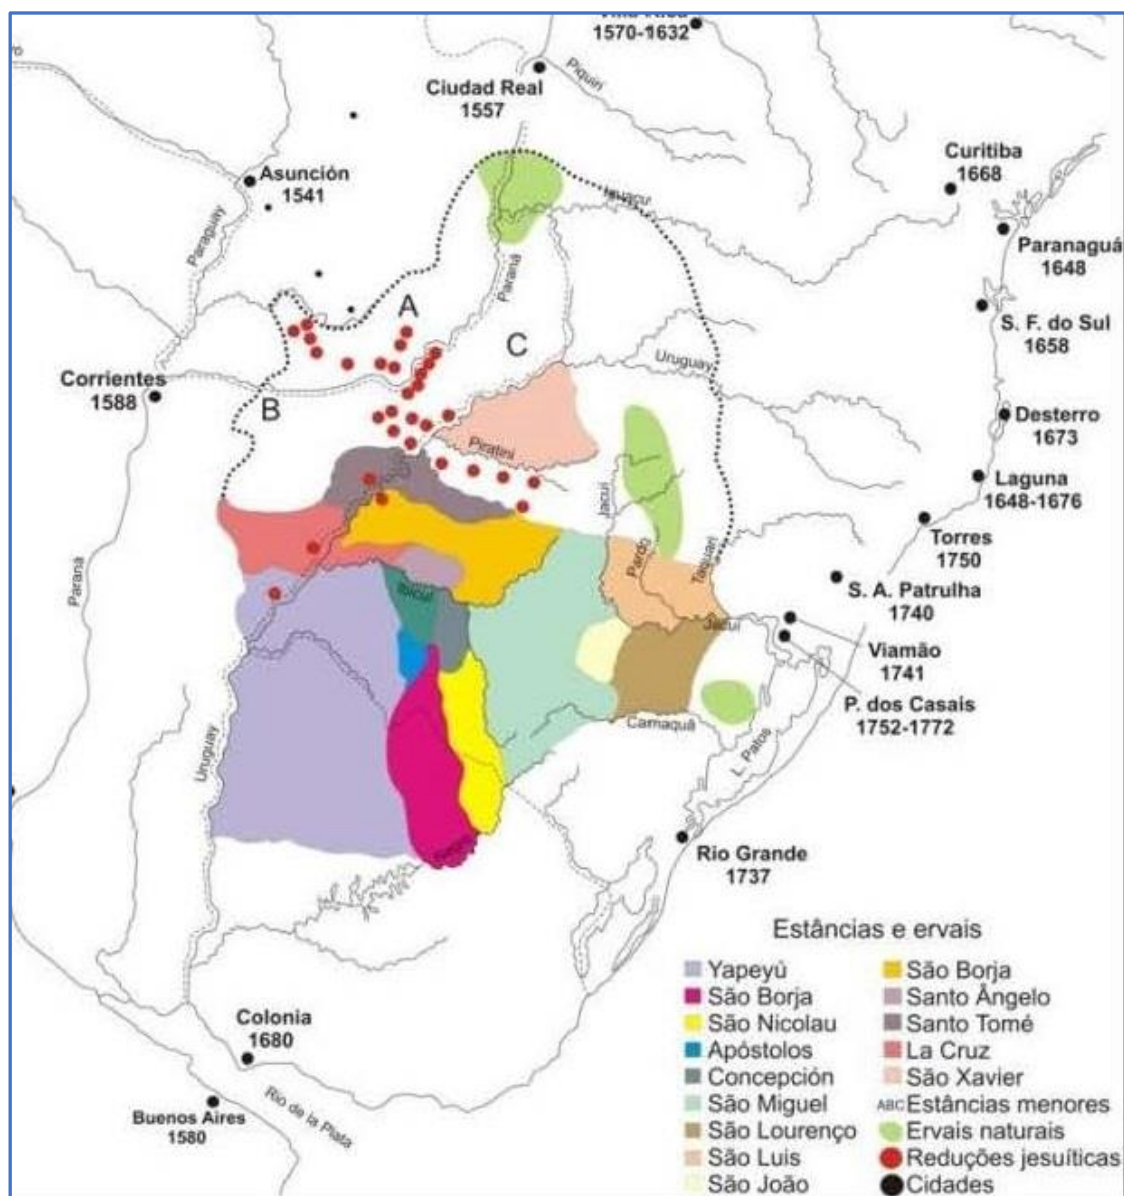 1570-1632
Ciudad Real
1557
Piquiri
Asunción
1541
Curitiba
1668
Iguaçu
Paranaguá
1648
Paraguay
Paraná
A
S. F. do Sul
1658
C
Uruguay
Corrientes
1588
B
Desterro
1673
Piratini
Laguna
1648-1676
Jacuí
Torres
1750
Pardo
Taquari
Paraná
S. A. Patrulha
1740
Ibicuí
Jacuí
Viamão
1741
P. dos Casais
1752-1772
Camaquã
L. Patos
Uruguay
Rio Grande
1737
Colonia
1680
Buenos Aires
1580
Rio de la Plata
Estâncias e ervais
Yapeyú
São Borja
São Nicolau
Apóstolos
Concepción
São Miguel
São Lourenço
São Luis
São João
São Borja
Santo Ângelo
Santo Tomé
La Cruz
São Xavier
ABC Estâncias menores
Ervais naturais
Reduções jesuíticas
Cidades